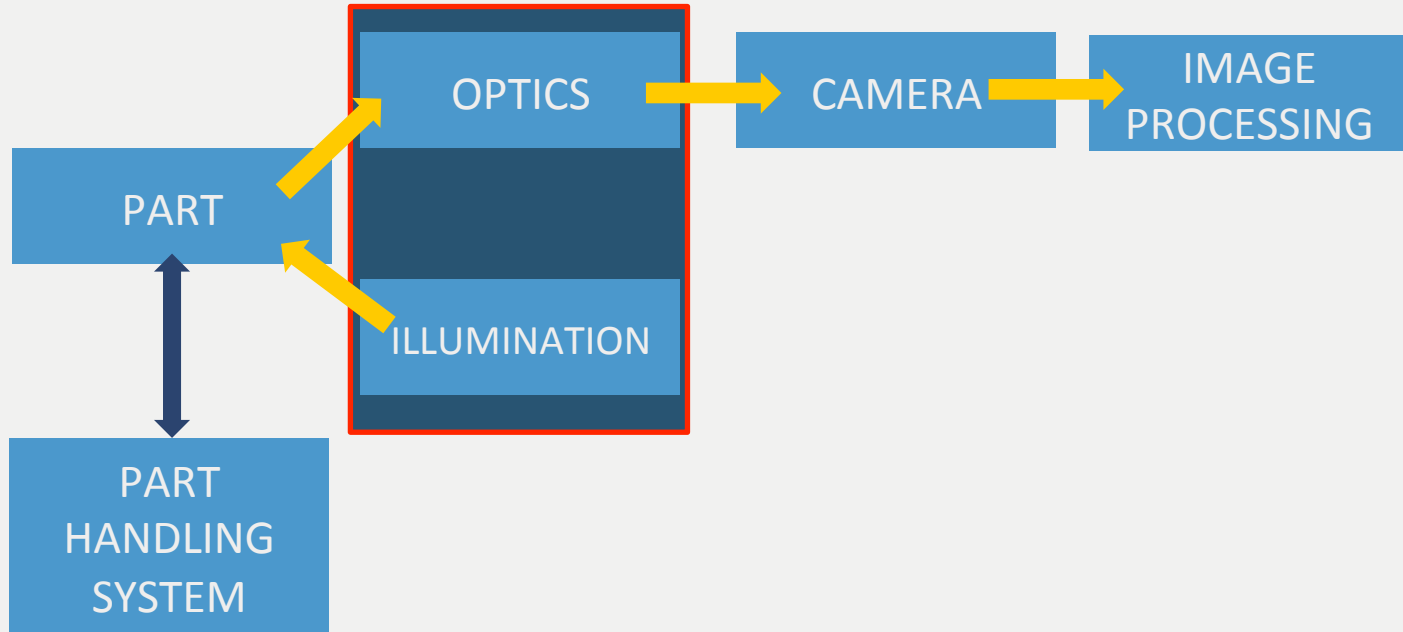 OPTICS
CAMERA
IMAGE
PROCESSING
PART
ILLUMINATION
PART
HANDLING
SYSTEM